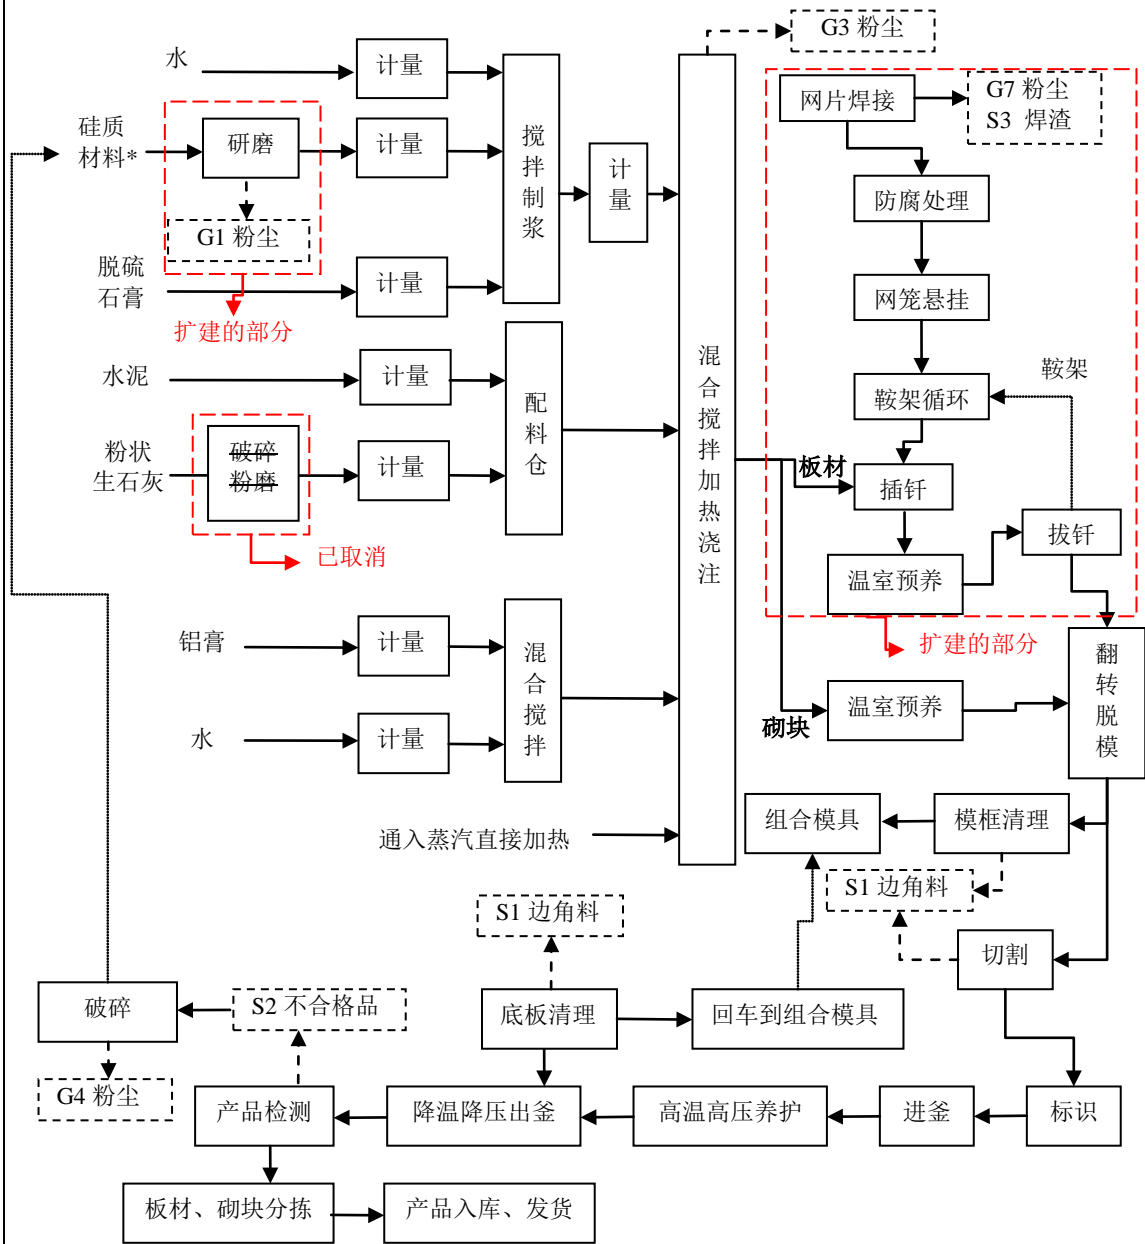 G3 粉尘
水
计量
网片焊接
G7 粉尘
S3 焊渣
硅质
材料*
研磨
计量
搅拌制浆
计量
防腐处理
G1 粉尘
脱硫
石膏
计量
网笼悬挂
扩建的部分
水泥
计量
配料仓
混合搅拌加热浇注
鞍架
鞍架循环
粉状
生石灰
破碎
粉磨
计量
板材
插钎
拔钎
已取消
温室预养
铝膏
计量
混合搅拌
扩建的部分
翻转脱模
水
计量
砌块
温室预养
通入蒸汽直接加热
组合模具
模框清理
S1 边角料
S1 边角料
切割
破碎
S2 不合格品
底板清理
回车到组合模具
G4 粉尘
产品检测
降温降压出釜
高温高压养护
进釜
标识
板材、砌块分拣
产品入库、发货